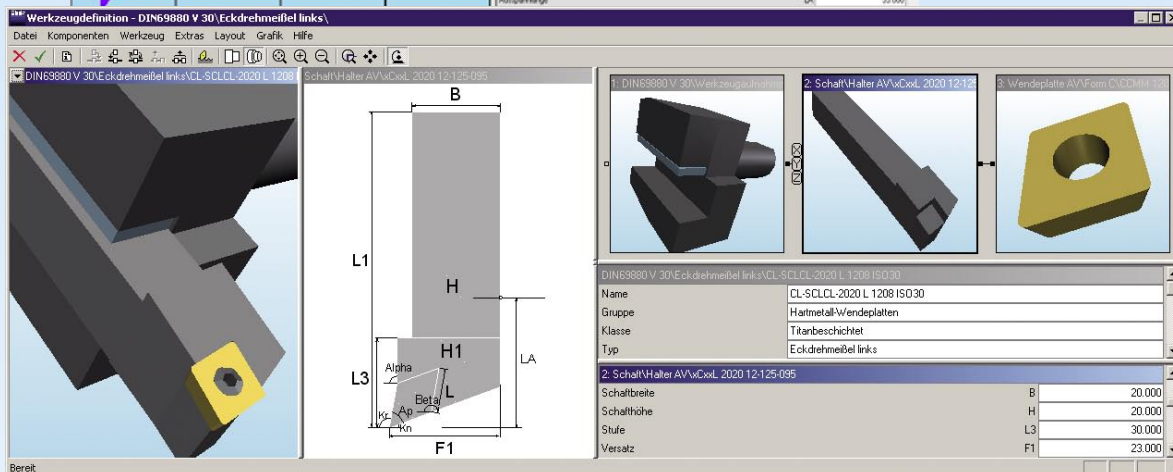 LA 35.000
Werkzeugdefinition - DIN69880 V 30\Eckdrehmeißel links\
Datei Komponenten Werkzeug Extras Layout Grafik Hilfe
DIN69880 V 30\Eckdrehmeißel links\CL-SCLCL-2020 L 1208
Schaft\Halter AV\xCxxL 2020 12-125-095
B
L1
H
H1
LA
Alpha
L3
L
Beta
Kr
Ap
Kn
F1
1: DIN69880 V 30\Werkzeugaufnahm
2: Schaft\Halter AV\xCxxL 2020 12-125
3: Wendeplatte AV\Form C\CCMM 120
X
Y
Z
DIN69880 V 30\Eckdrehmeißel links\CL-SCLCL-2020 L 1208 ISO30
Name CL-SCLCL-2020 L 1208 ISO30
Gruppe Hartmetall-Wendeplatten
Klasse Titanbeschichtet
Typ Eckdrehmeißel links
2: Schaft\Halter AV\xCxxL 2020 12-125-095
Schaftbreite B 20.000
Schafthöhe H 20.000
Stufe L3 30.000
Versatz F1 23.000
Bereit